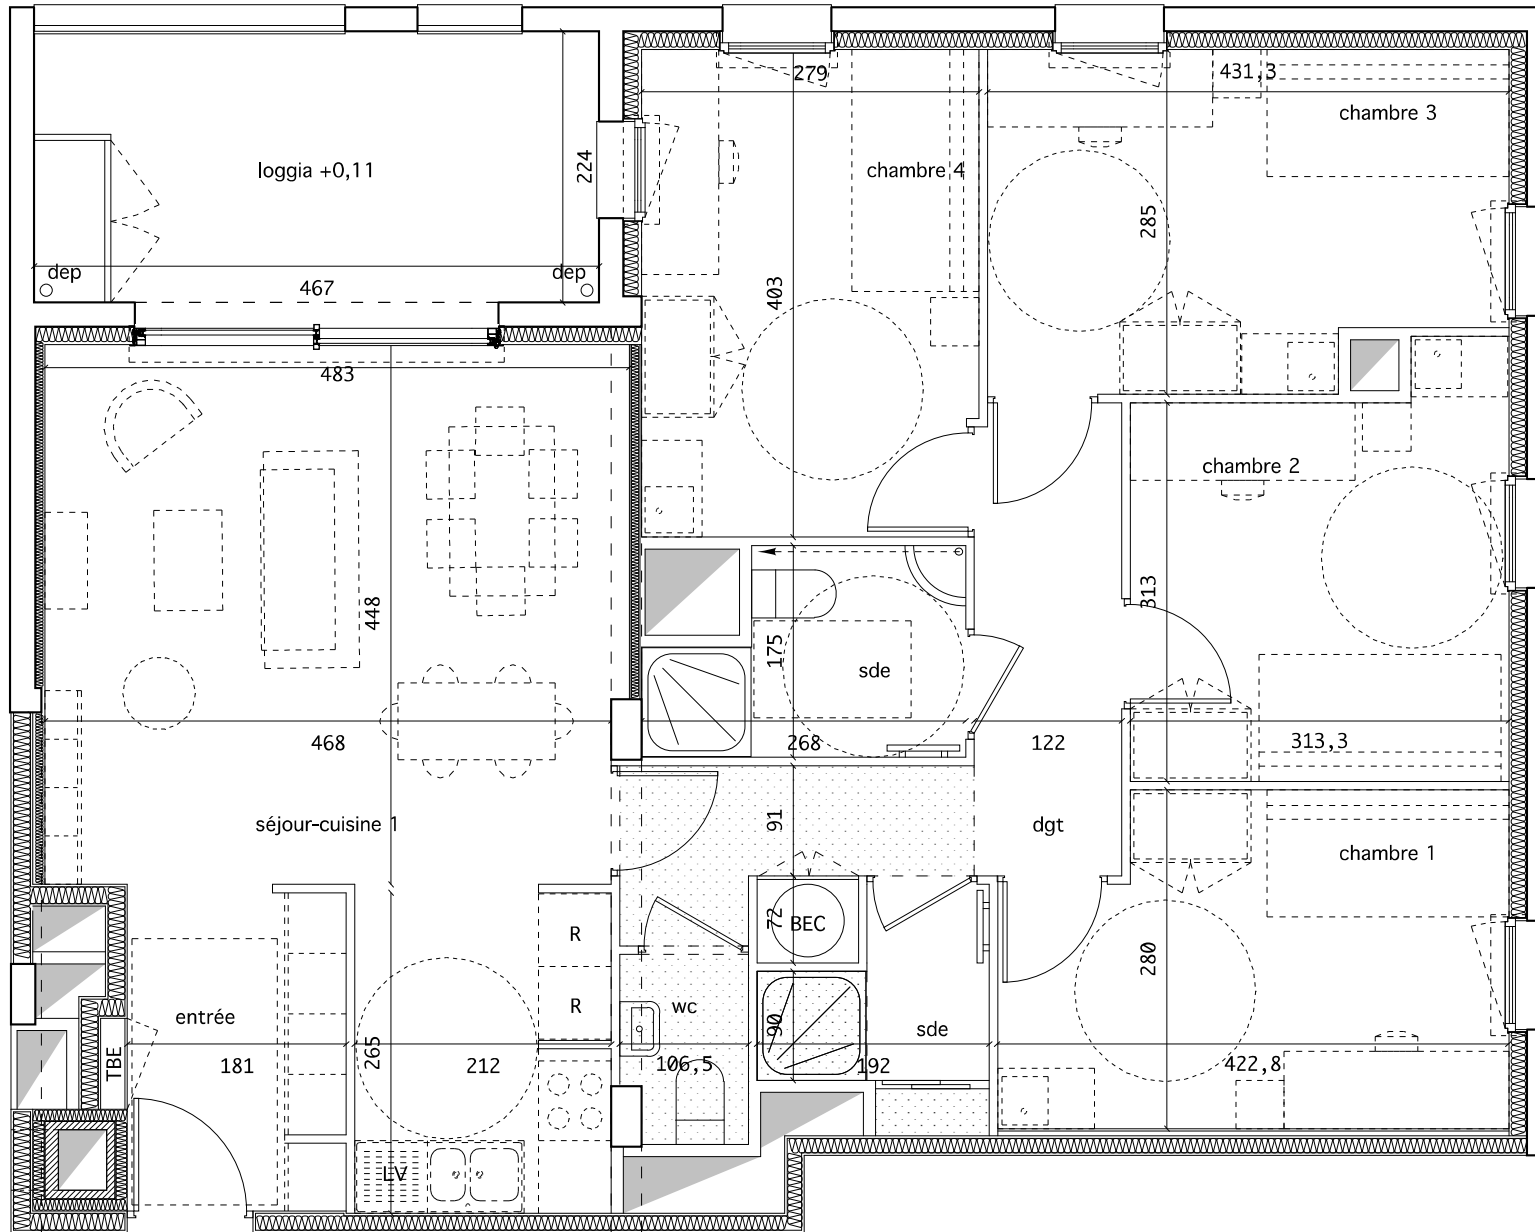 279
431,3
chambre 3
loggia +0,11
224
chambre 4
285
dep
dep
467
403
483
chambre 2
448
313
175
sde
468
268
122
313,3
séjour-cuisine 1
91
dgt
chambre 1
72
BEC
R
280
R
wc
entrée
90
sde
TBE
181
265
212
106,5
192
422,8
LV